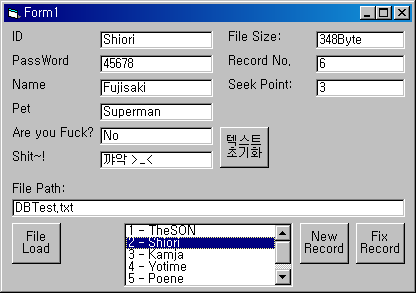 Form1
ID Shiori File Size: 348Byte
PassWord 45678 Record No. 6
Name Fujisaki Seek Point: 3
Pet Superman
Are you Fuck? No
Shit~! 꺄악 >_<
텍스트
초기화
File Path:
DBTest.txt
File
Load
1 - TheSON
2 - Shiori
3 - Kamja
4 - Yotime
5 - Poene
New
Record
Fix
Record